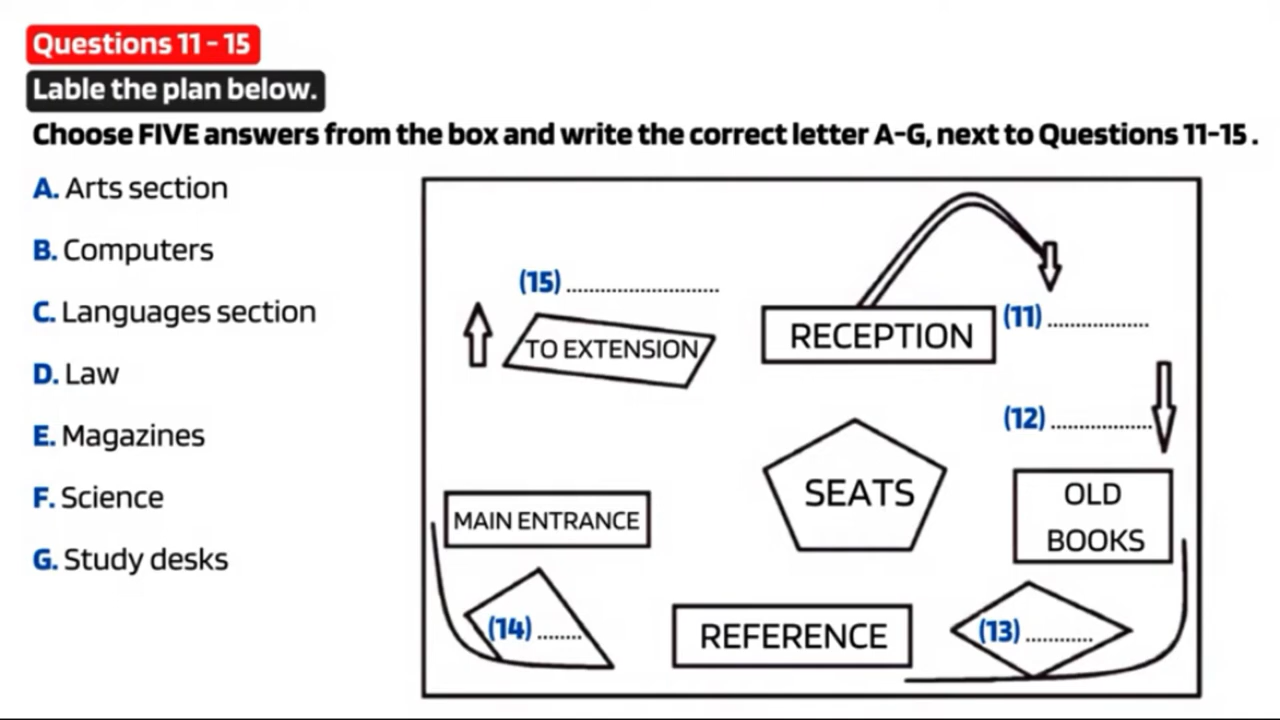 Questions 11 - 15
Lable the plan below.
Choose FIVE answers from the box and write the correct letter A-G, next to Questions 11-15 .
A. Arts section
B. Computers
C. Languages section
D. Law
E. Magazines
F. Science
G. Study desks
(15) ........................
TO EXTENSION
RECEPTION
(11) ................
(12) ................
SEATS
OLD
BOOKS
MAIN ENTRANCE
(14) .......
REFERENCE
(13) ...........